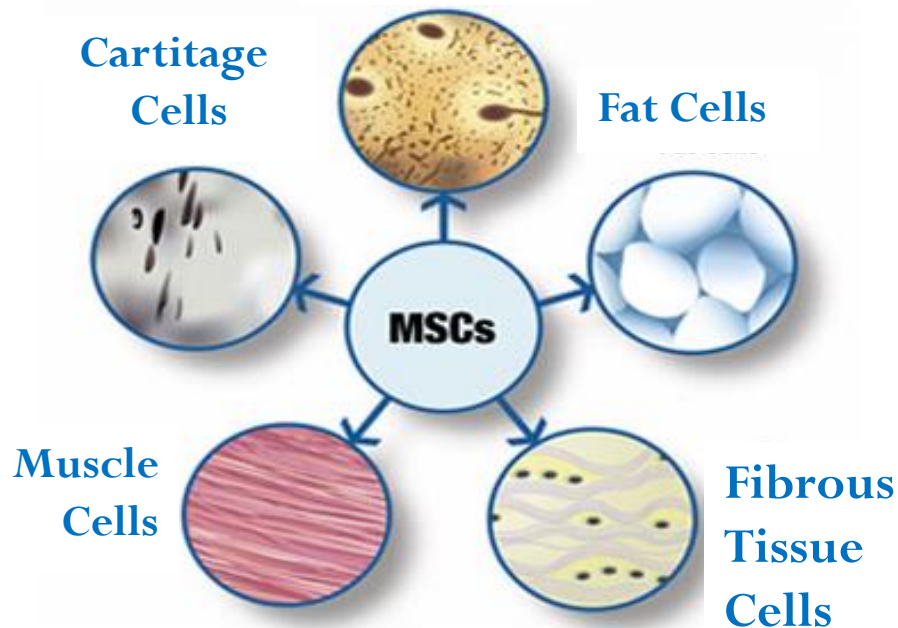 Cartitage
Cells
Fat Cells
MSCs
Muscle
Cells
Fibrous
Tissue
Cells